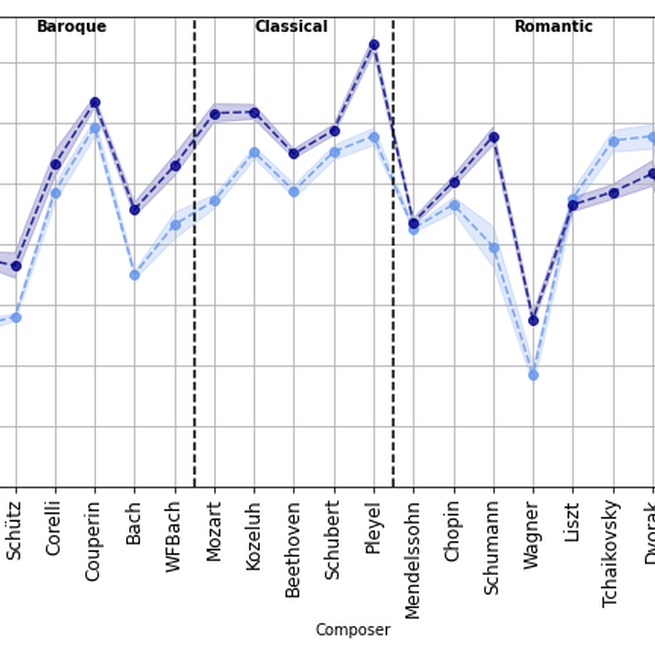 Baroque
Classical
Romantic
Schütz
Corelli
Couperin
Bach
WFBach
Mozart
Kozeluh
Beethoven
Schubert
Pleyel
Mendelssohn
Chopin
Schumann
Wagner
Liszt
Tchaikovsky
Dvorak
Composer